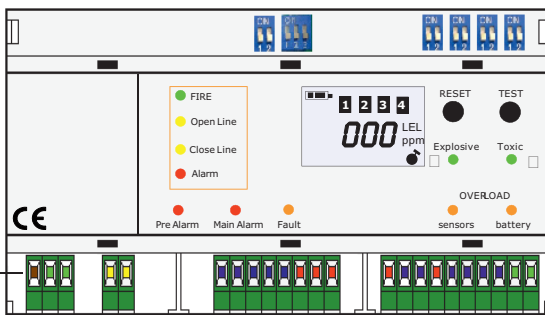 ON
1 2
ON
1 2 3
ON
1 2
ON
1 2
ON
1 2
ON
1 2
FIRE
Open Line
Close Line
Alarm
1 2 3 4
000
LEL
ppm
RESET
TEST
Explosive
Toxic
OVERLOAD
sensors
battery
CE
Pre Alarm
Main Alarm
Fault